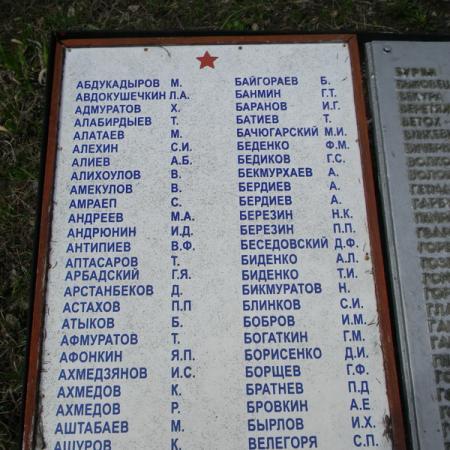 АБДУКАДЫРОВ М.
АВДОКУШЕЧКИН Л.А.
АДМУРАТОВ Х.
АЛАБИРДЫЕВ Т.
АЛАТАЕВ М.
АЛЕХИН С.И.
АЛИЕВ А.Б.
АЛИХОУЛОВ В.
АМЕКУЛОВ В.
АМРАЕП С.
АНДРЕЕВ М.А.
АНДРЮНИН И.Д.
АНТИПИЕВ В.Ф.
АПТАСАРОВ Т.
АРБАДСКИЙ Г.Я.
АРСТАНБЕКОВ Д.
АСТАХОВ П.П
АТЫКОВ Б.
АФМУРАТОВ Т.
АФОНКИН Я.П.
АХМЕДЗЯНОВ И.С.
АХМЕДОВ К.
АХМЕДОВ Р.
АШТАБАЕВ М.
АШУРОВ К.
БАЙГОРАЕВ Б.
БАНМИН Г.Т.
БАРАНОВ И.Г.
БАТИЕВ Т.
БАЧЮГАРСКИЙ М.И.
БЕДЕНКО Ф.М.
БЕДИКОВ Г.С.
БЕКМУРХАЕВ А.
БЕРДИЕВ А.
БЕРДИЕВ А.
БЕРЕЗИН Н.К.
БЕРЕЗИН П.П.
БЕСЕДОВСКИЙ Д.Ф.
БИДЕНКО А.Л.
БИДЕНКО Т.И.
БИКМУРАТОВ Н.
БЛИНКОВ С.И.
БОБРОВ И.М.
БОГАТКИН Г.М.
БОРИСЕНКО Д.И.
БОРЩЕВ Г.Ф.
БРАТНЕВ П.Д
БРОВКИН А.Е
БЫРЛОВ И.Х.
ВЕЛЕГОРЯ С.П.